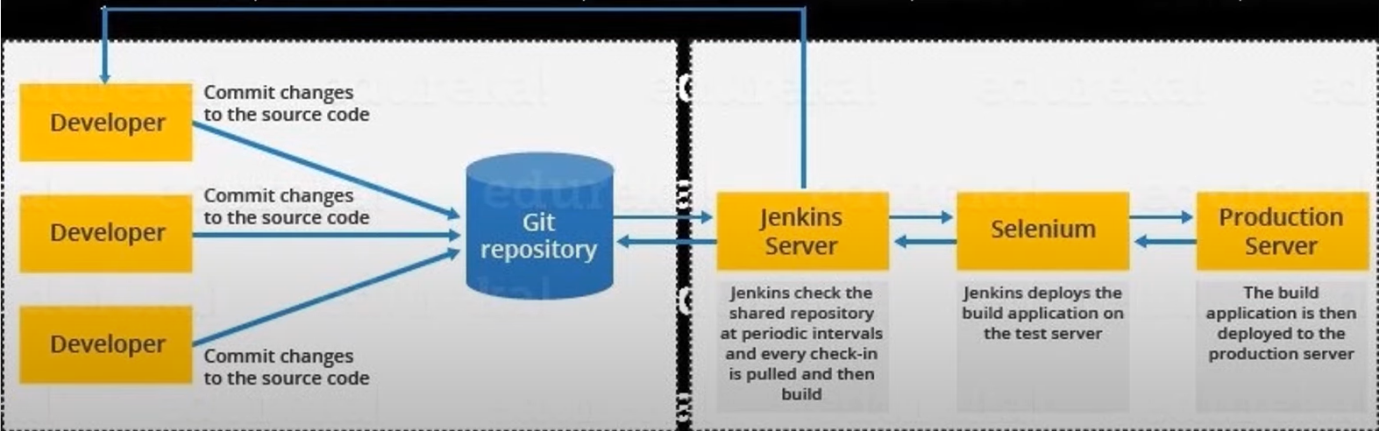 Developer
Commit changes
to the source code
Developer
Commit changes
to the source code
Developer
Commit changes
to the source code
Git
repository
Jenkins
Server
Jenkins check the
shared repository
at periodic intervals
and every check-in
is pulled and then
build
Selenium
Jenkins deploys the
build application on
the test server
Production
Server
The build
application is then
deployed to the
production server
edureka!